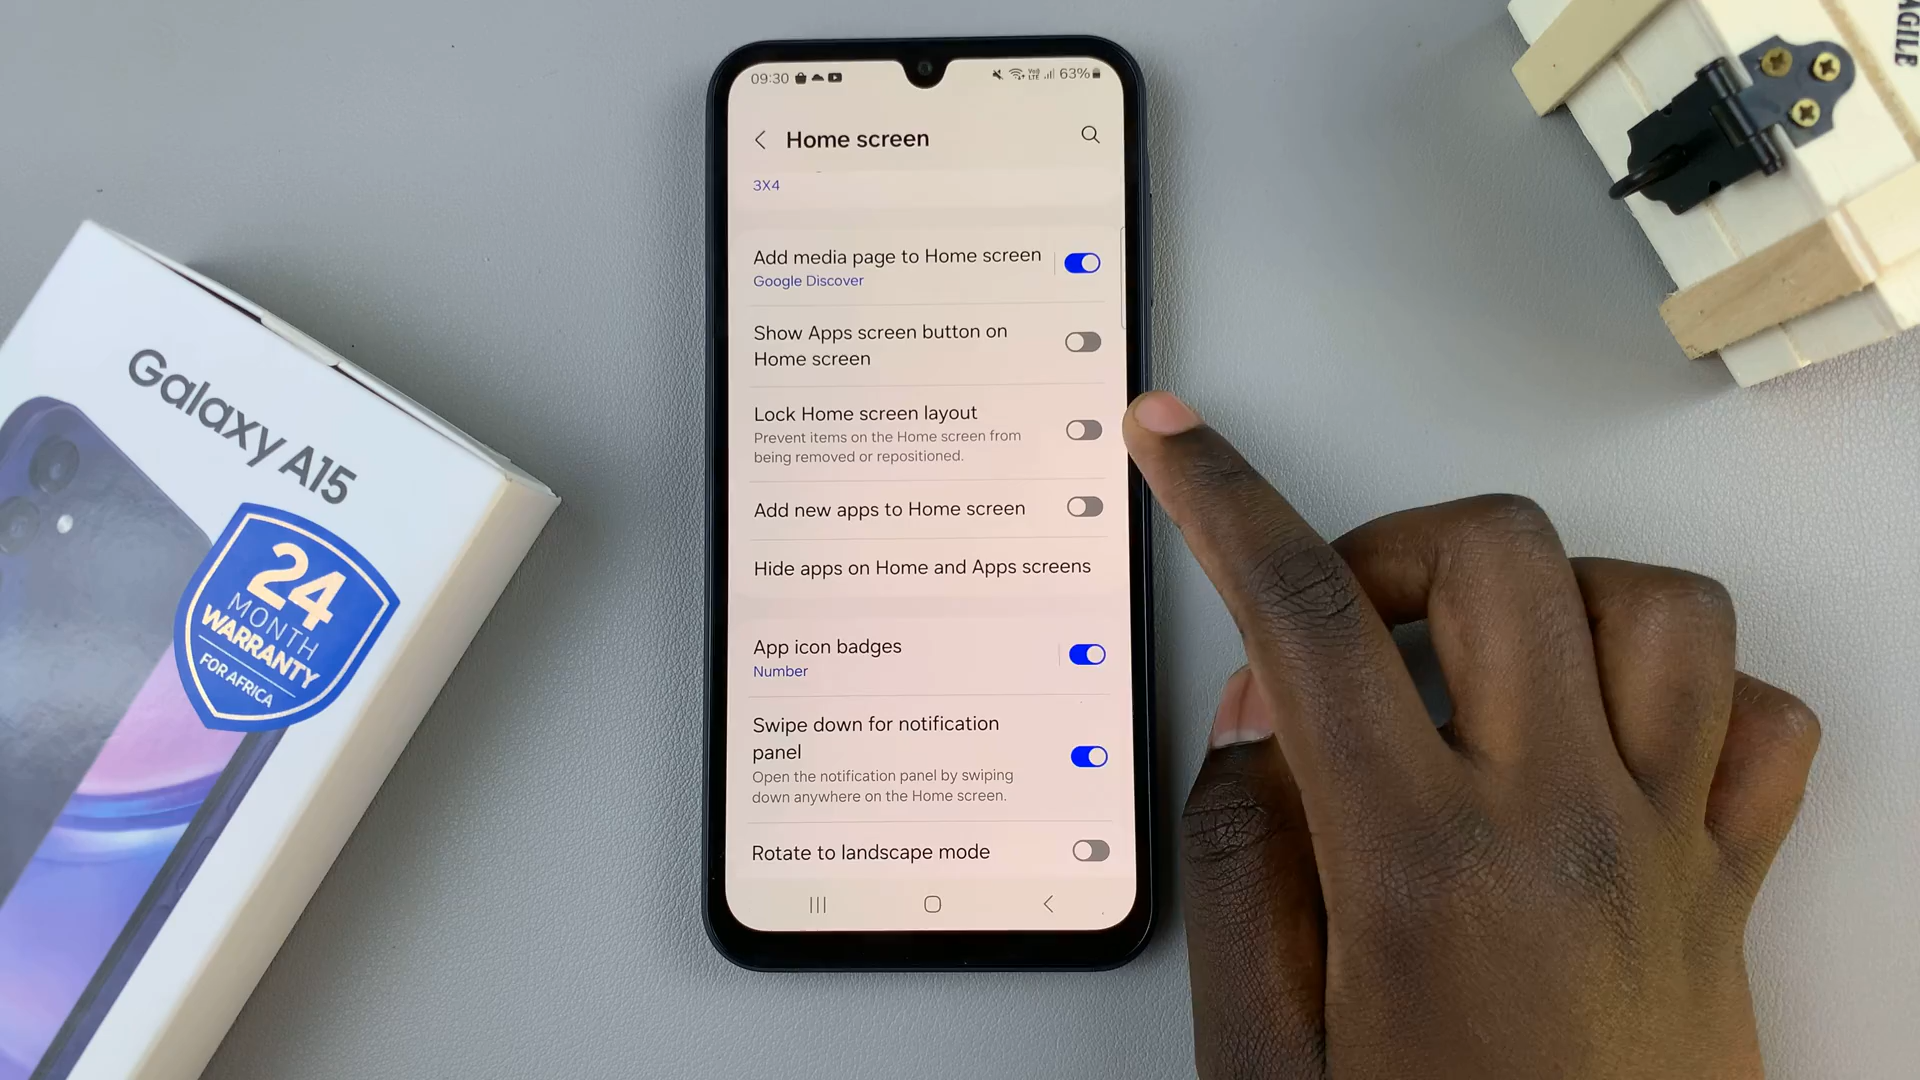 09:30
63%
Home screen
3X4
Add media page to Home screen
Google Discover
Show Apps screen button on
Home screen
Lock Home screen layout
Prevent items on the Home screen from
being removed or repositioned.
Add new apps to Home screen
Hide apps on Home and Apps screens
App icon badges
Number
Swipe down for notification
panel
Open the notification panel by swiping
down anywhere on the Home screen.
Rotate to landscape mode
Galaxy A15
24
MONTH
WARRANTY
FOR AFRICA